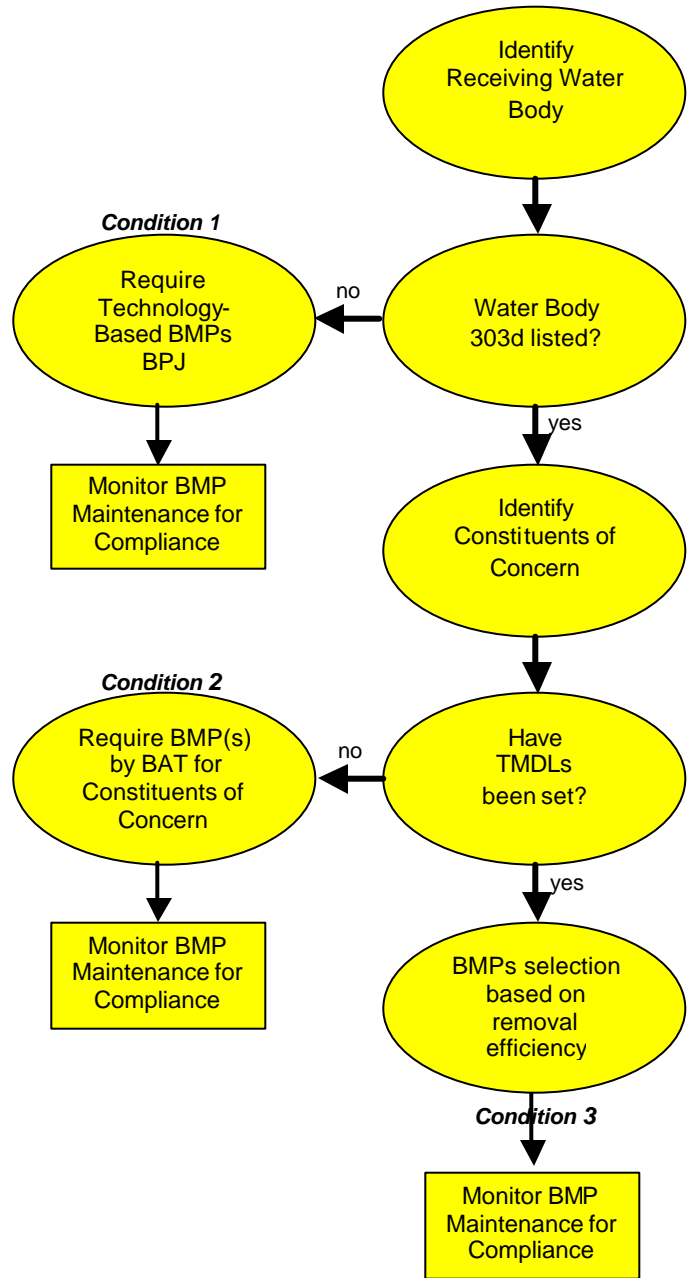 Identify
Receiving Water
Body
Condition 1
Require
Technology-
Based BMPs
BPJ
no
Water Body
303d listed?
yes
Monitor BMP
Maintenance for
Compliance
Identify
Constituents of
Concern
Condition 2
Require BMP(s)
by BAT for
Constituents of
Concern
no
Have
TMDLs
been set?
yes
Monitor BMP
Maintenance for
Compliance
BMPs selection
based on
removal
efficiency
Condition 3
Monitor BMP
Maintenance for
Compliance